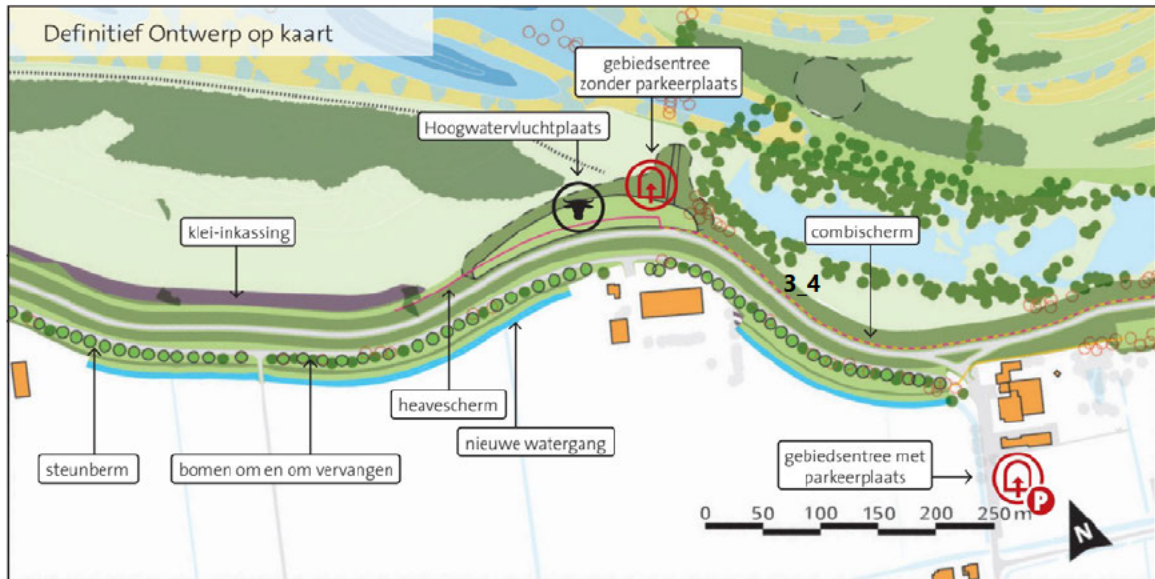 Definitief Ontwerp op kaart
gebiedsentree
zonder parkeerplaats
Hoogwatervluchtplaats
klei-inkassing
combischerm
3_4
heavescherm
nieuwe watergang
steunberm
bomen om en om vervangen
gebiedsentree met
parkeerplaats
P
0 50 100 150 200 250 m
N